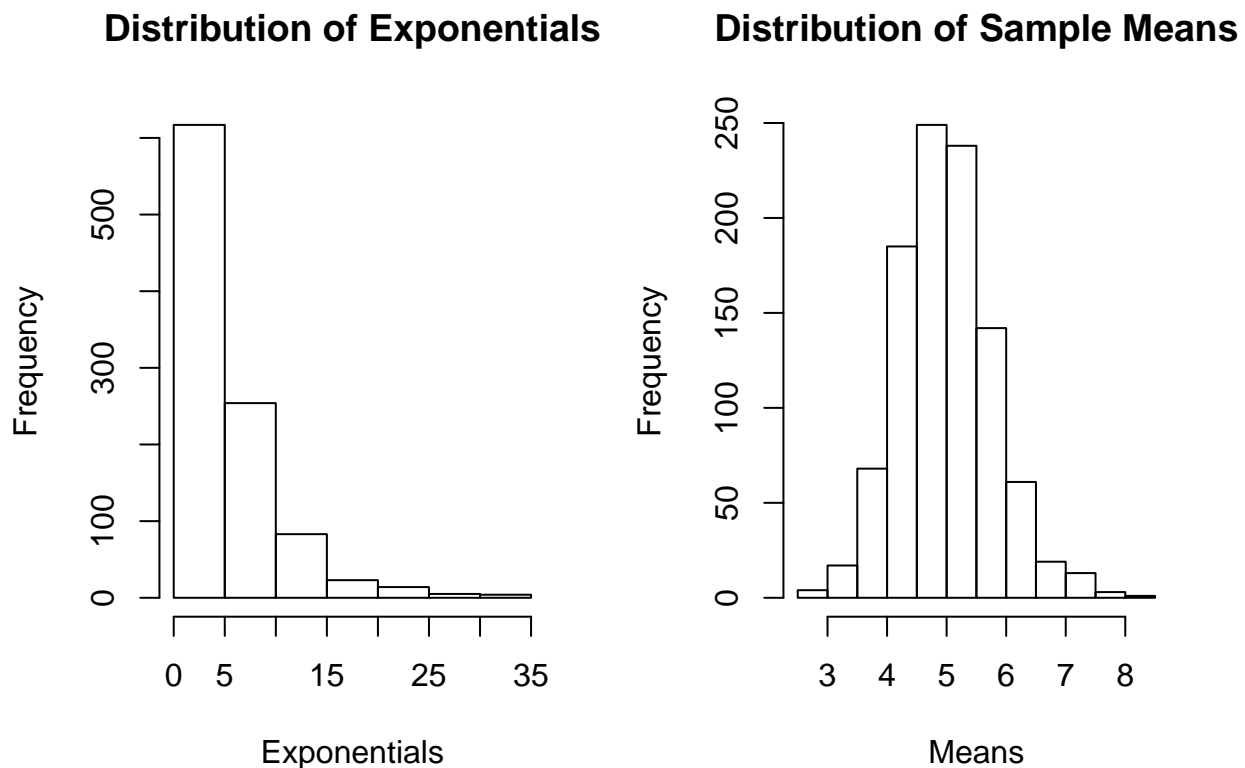 Distribution of Exponentials
Frequency
0
100
300
500
0 5 15 25 35
Exponentials
Distribution of Sample Means
Frequency
0
50
100
150
200
250
3 4 5 6 7 8
Means